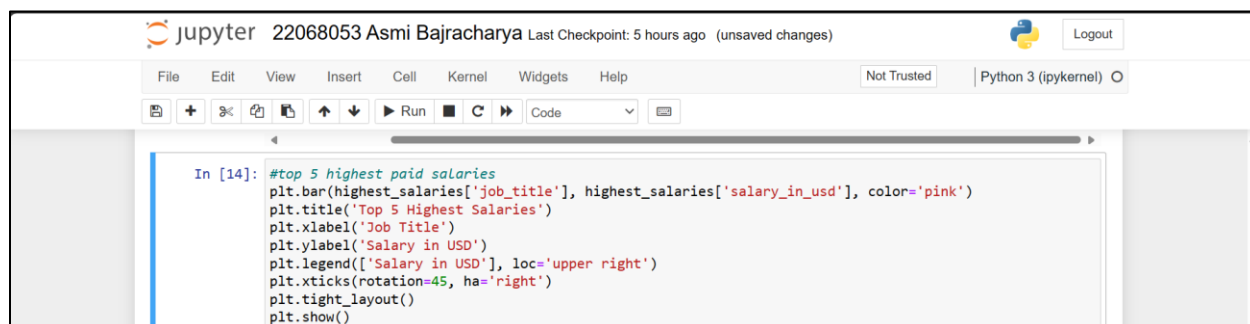 jupyter 22068053 Asmi Bajracharya Last Checkpoint: 5 hours ago (unsaved changes) Logout
File Edit View Insert Cell Kernel Widgets Help Not Trusted Python 3 (ipykernel)
Run Code
In [14]: #top 5 highest paid salaries
plt.bar(highest_salaries['job_title'], highest_salaries['salary_in_usd'], color='pink')
plt.title('Top 5 Highest Salaries')
plt.xlabel('Job Title')
plt.ylabel('Salary in USD')
plt.legend(['Salary in USD'], loc='upper right')
plt.xticks(rotation=45, ha='right')
plt.tight_layout()
plt.show()